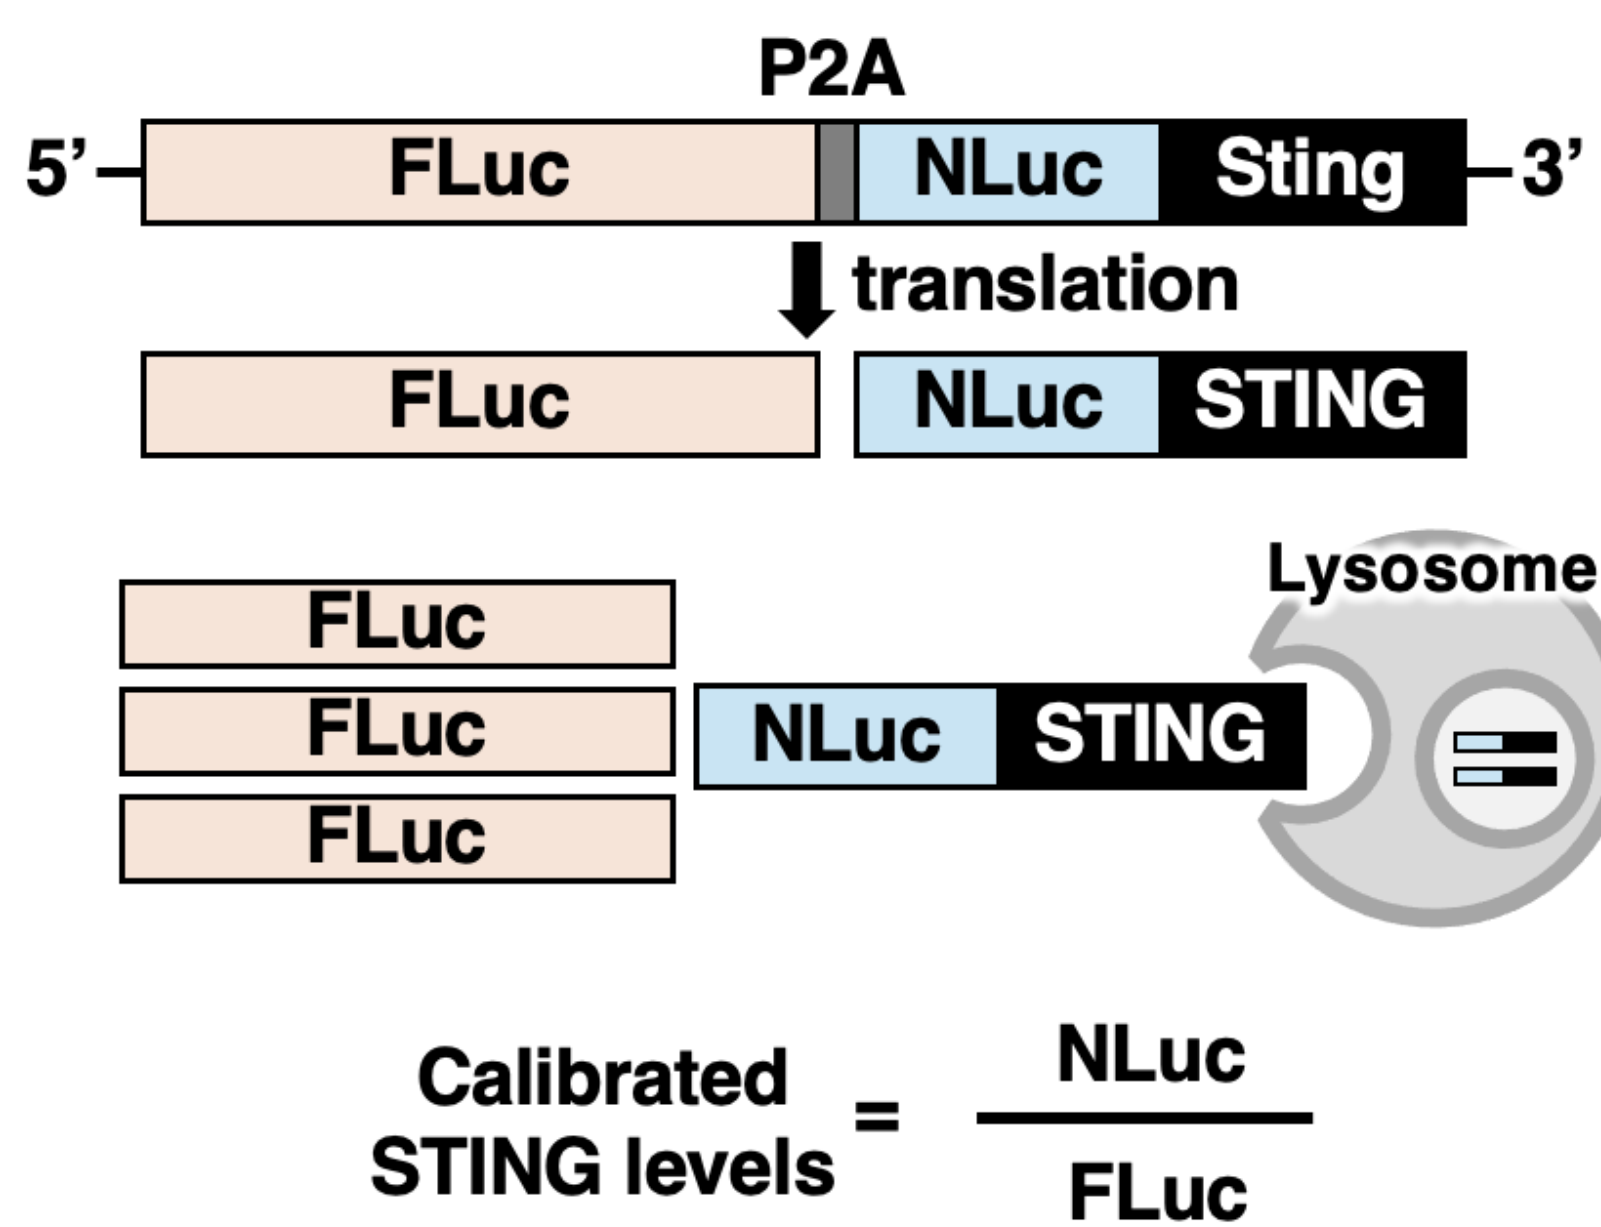 P2A
5’ FLuc NLuc Sting 3’
translation
FLuc NLuc STING
Lysosome
FLuc
FLuc NLuc STING
FLuc
Calibrated STING levels = NLuc / FLuc